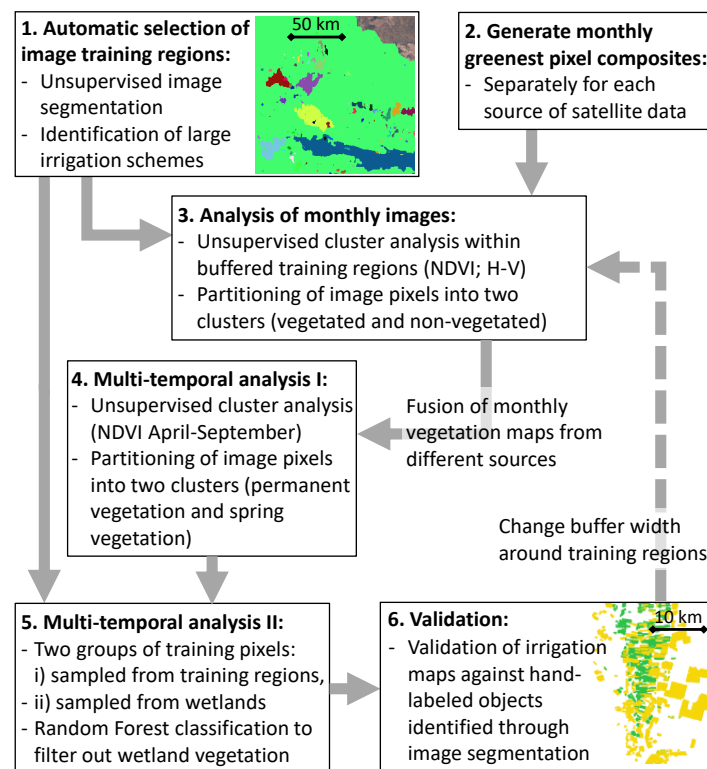 1. Automatic selection of
image training regions:
- Unsupervised image
segmentation
- Identification of large
irrigation schemes
50 km
2. Generate monthly
greenest pixel composites:
- Separately for each
source of satellite data
3. Analysis of monthly images:
- Unsupervised cluster analysis within
buffered training regions (NDVI; H-V)
- Partitioning of image pixels into two
clusters (vegetated and non-vegetated)
4. Multi-temporal analysis I:
- Unsupervised cluster analysis
(NDVI April-September)
- Partitioning of image pixels
into two clusters (permanent
vegetation and spring
vegetation)
Fusion of monthly
vegetation maps from
different sources
Change buffer width
around training regions
5. Multi-temporal analysis II:
- Two groups of training pixels:
i) sampled from training regions,
- ii) sampled from wetlands
- Random Forest classification to
filter out wetland vegetation
6. Validation:
- Validation of irrigation
maps against hand-
labeled objects
identified through
image segmentation
10 km